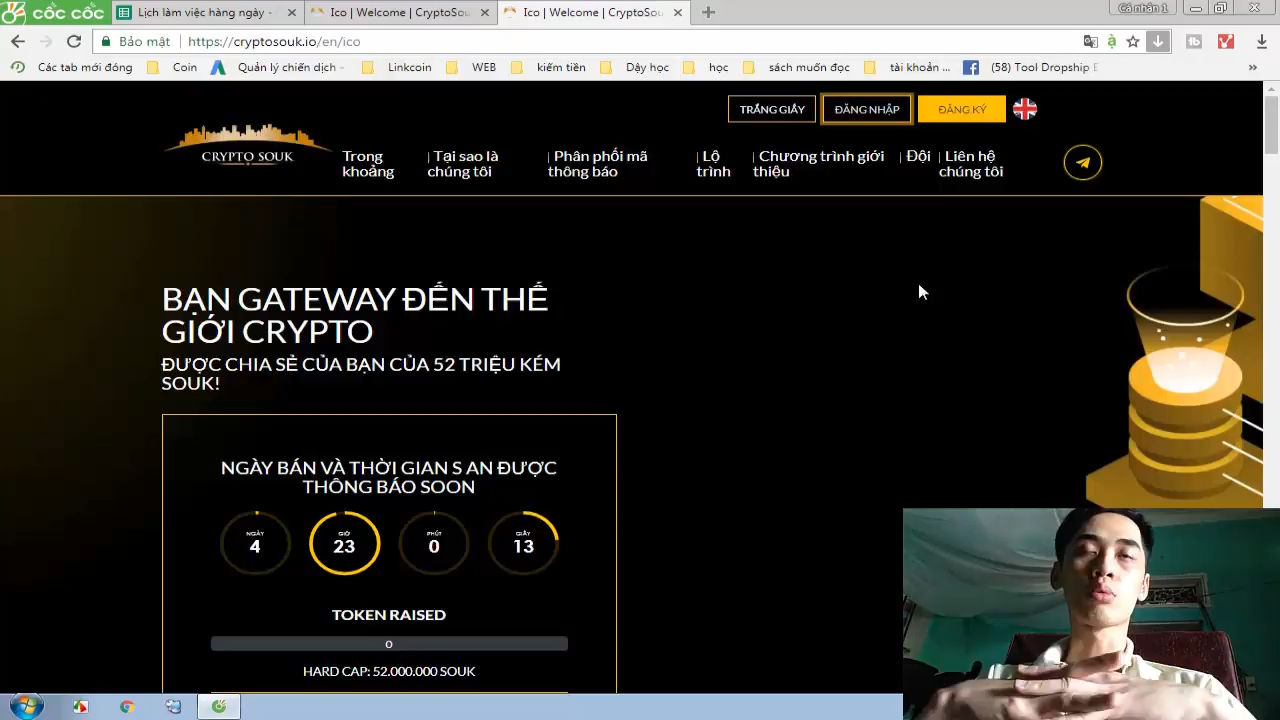 cốc cốc
Lịch làm việc hàng ngày -
Ico | Welcome | CryptoSou
Ico | Welcome | CryptoSou
Cá nhân 1
Bảo mật
https://cryptosouk.io/en/ico
Các tab mới đóng
Coin
Quản lý chiến dịch -
Linkcoin
WEB
kiếm tiền
Dậy học
học
sách muốn đọc
tài khoản ...
(58) Tool Dropship E
»
TRẮNG GIẤY
ĐĂNG NHẬP
ĐĂNG KÝ
CRYPTO SOUK
Trong khoảng
| Tại sao là chúng tôi
| Phân phối mã thông báo
| Lộ trình
| Chương trình giới thiệu
| Đội
| Liên hệ chúng tôi
BẠN GATEWAY ĐẾN THẾ
GIỚI CRYPTO
ĐƯỢC CHIA SẺ CỦA BẠN CỦA 52 TRIỆU KÉM
SOUK!
NGÀY BÁN VÀ THỜI GIAN S AN ĐƯỢC
THÔNG BÁO SOON
NGÀY
4
GIỜ
23
PHÚT
0
GIÂY
13
TOKEN RAISED
0
HARD CAP: 52.000.000 SOUK